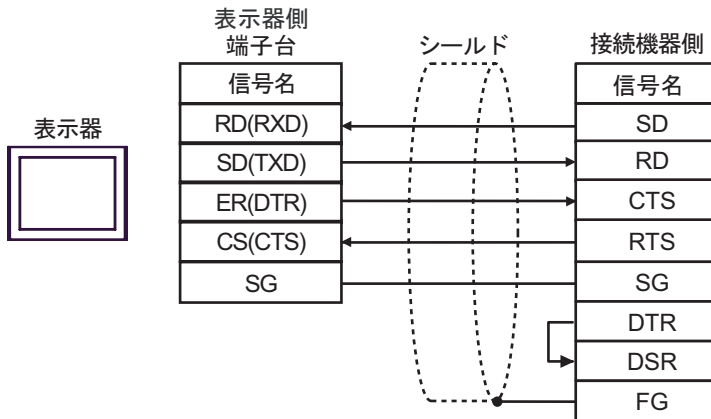 表示器側
端子台
シールド
接続機器側
信号名
信号名
表示器
RD(RXD)
SD
SD(TXD)
RD
ER(DTR)
CTS
CS(CTS)
RTS
SG
SG
DTR
DSR
FG